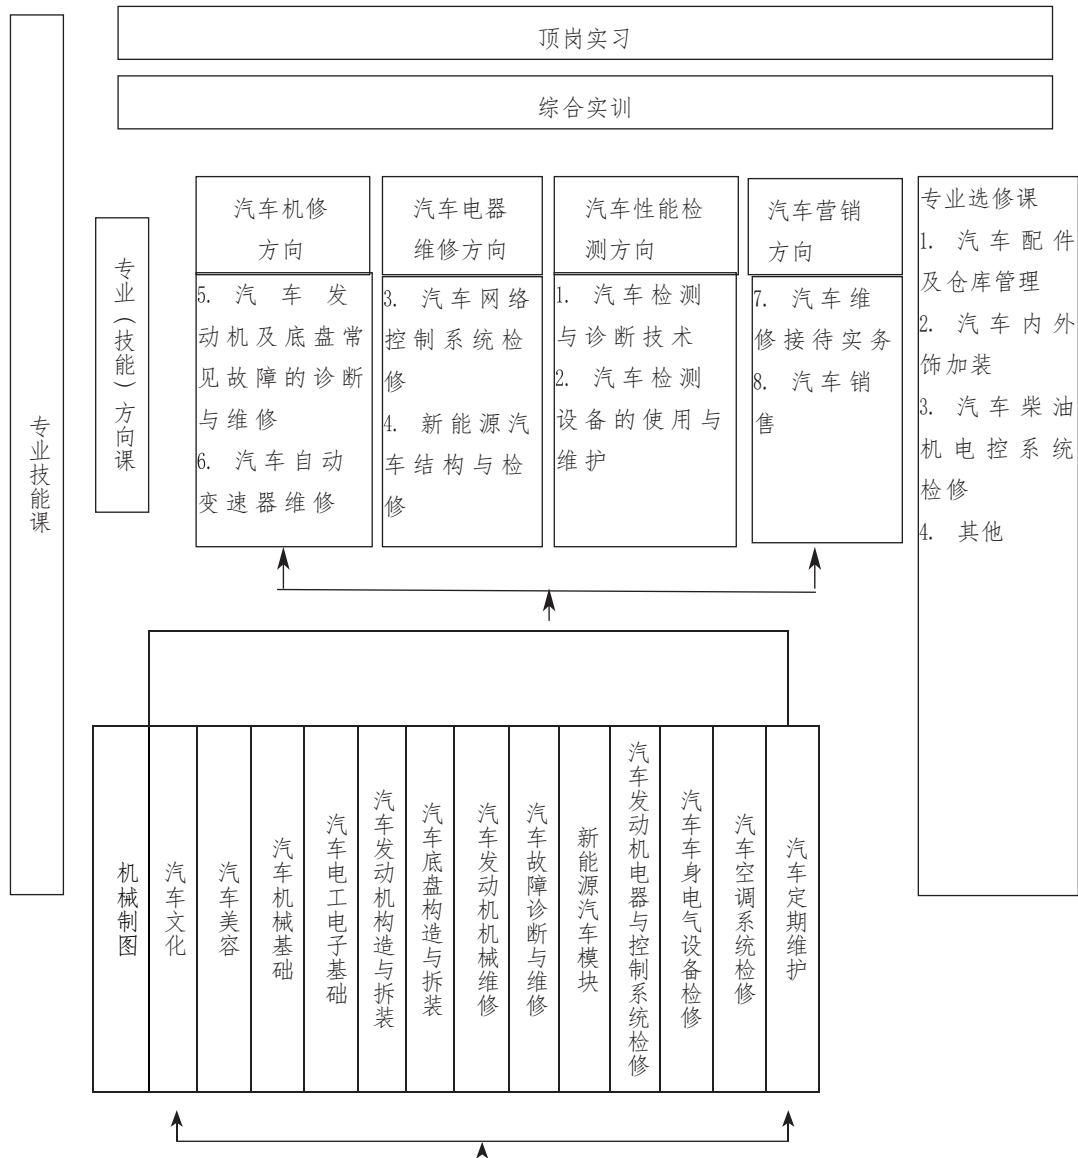 顶岗实习
综合实训
专业技能课
专业（技能）方向课
汽车机修
方向
5. 汽车发
动机及底盘常
见故障的诊断
与维修
6. 汽车自动
变速器维修
汽车电器
维修方向
3. 汽车网络
控制系统检
修
4. 新能源汽
车结构与检
修
汽车性能检
测方向
1. 汽车检测
与诊断技术
2. 汽车检测
设备的使用与
维护
汽车营销
方向
7. 汽车维
修接待实务
8. 汽车销
售
专业选修课
1. 汽车配件
及仓库管理
2. 汽车内外
饰加装
3. 汽车柴油
机电控系统
检修
4. 其他
机械制图
汽车文化
汽车美容
汽车机械基础
汽车电工电子基础
汽车发动机构造与拆装
汽车底盘构造与拆装
汽车发动机机械维修
汽车故障诊断与维修
新能源汽车模块
汽车发动机电器与控制系统检修
汽车车身电气设备检修
汽车空调系统检修
汽车定期维护